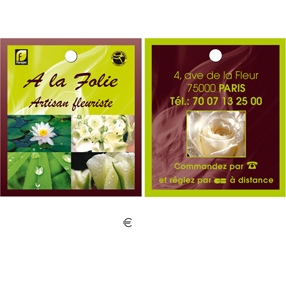 A la Folie
Artisan fleuriste
4, ave de la Fleur
75000 PARIS
Tél.: 70 07 13 25 00
Commandez par
et réglez par à distance
€